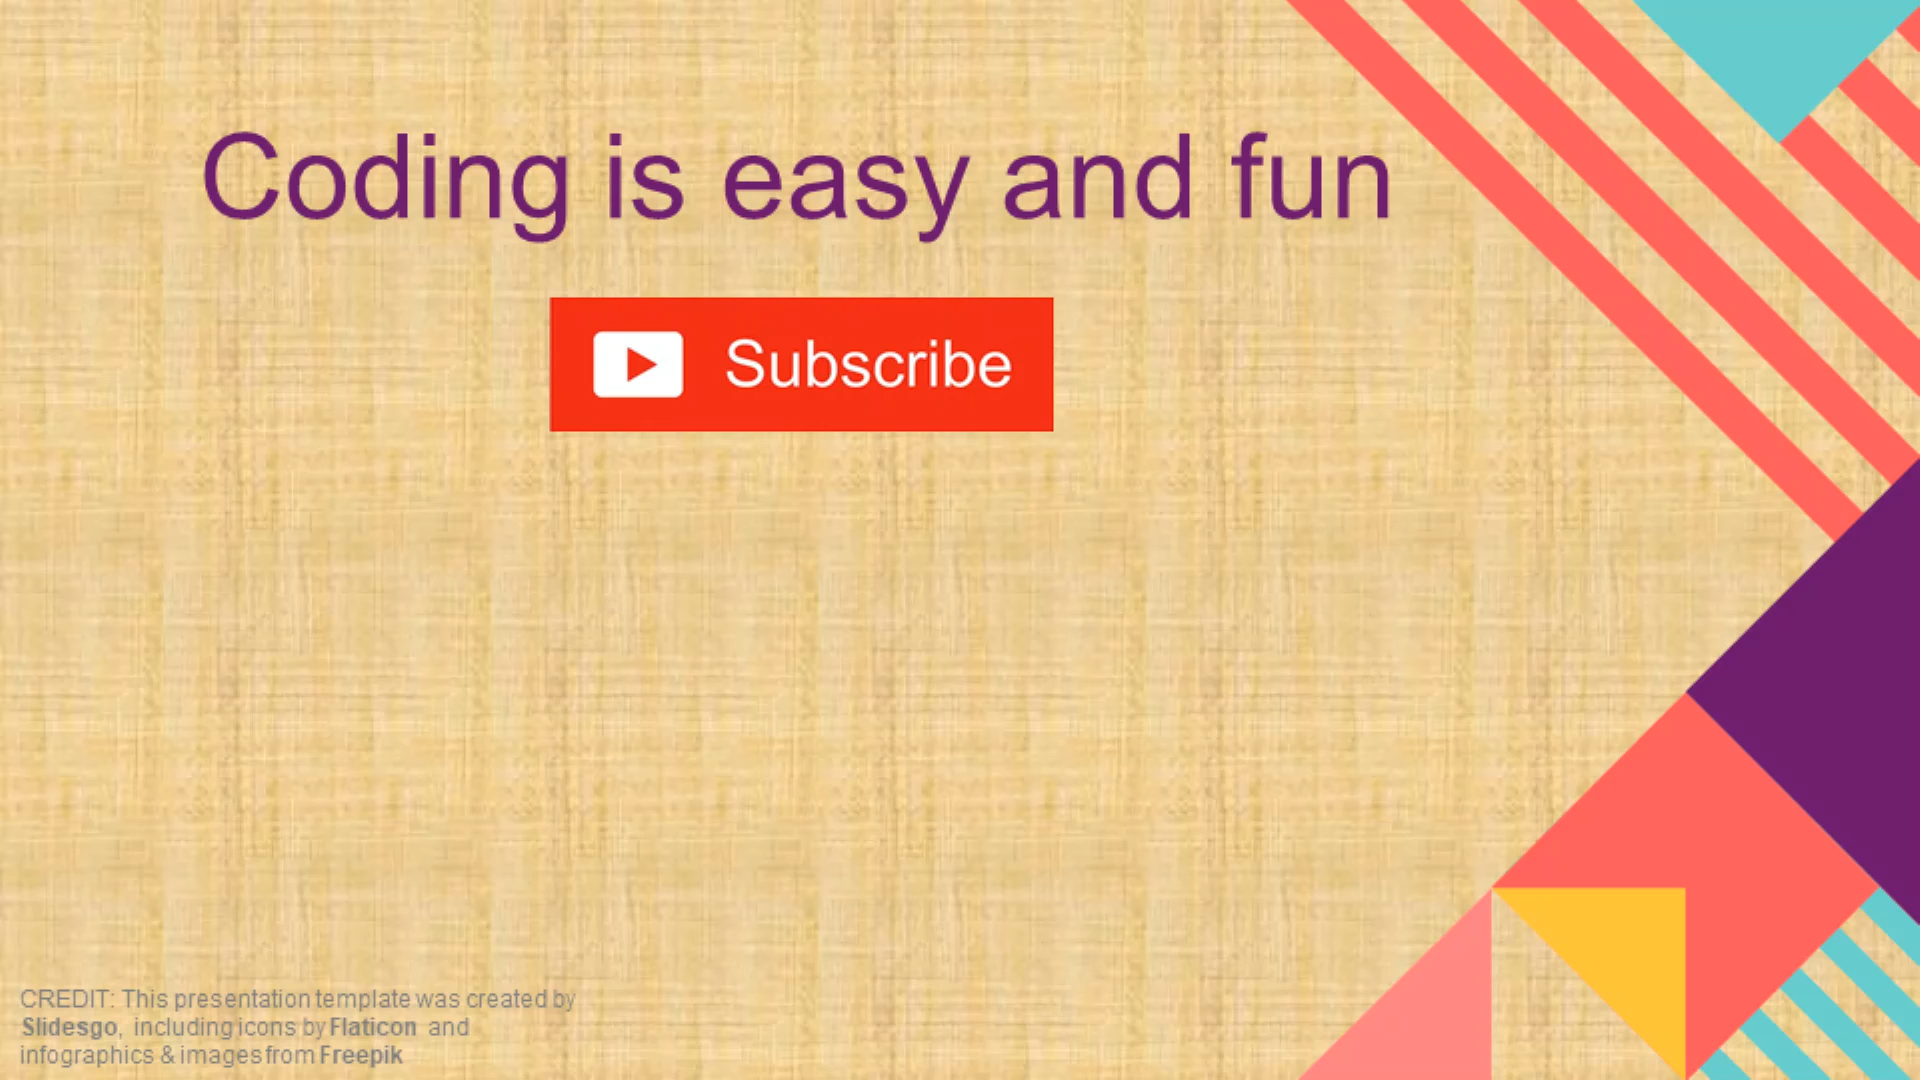 Coding is easy and fun
Subscribe
CREDIT: This presentation template was created by
Slidesgo, including icons by Flaticon and
infographics & images from Freepik